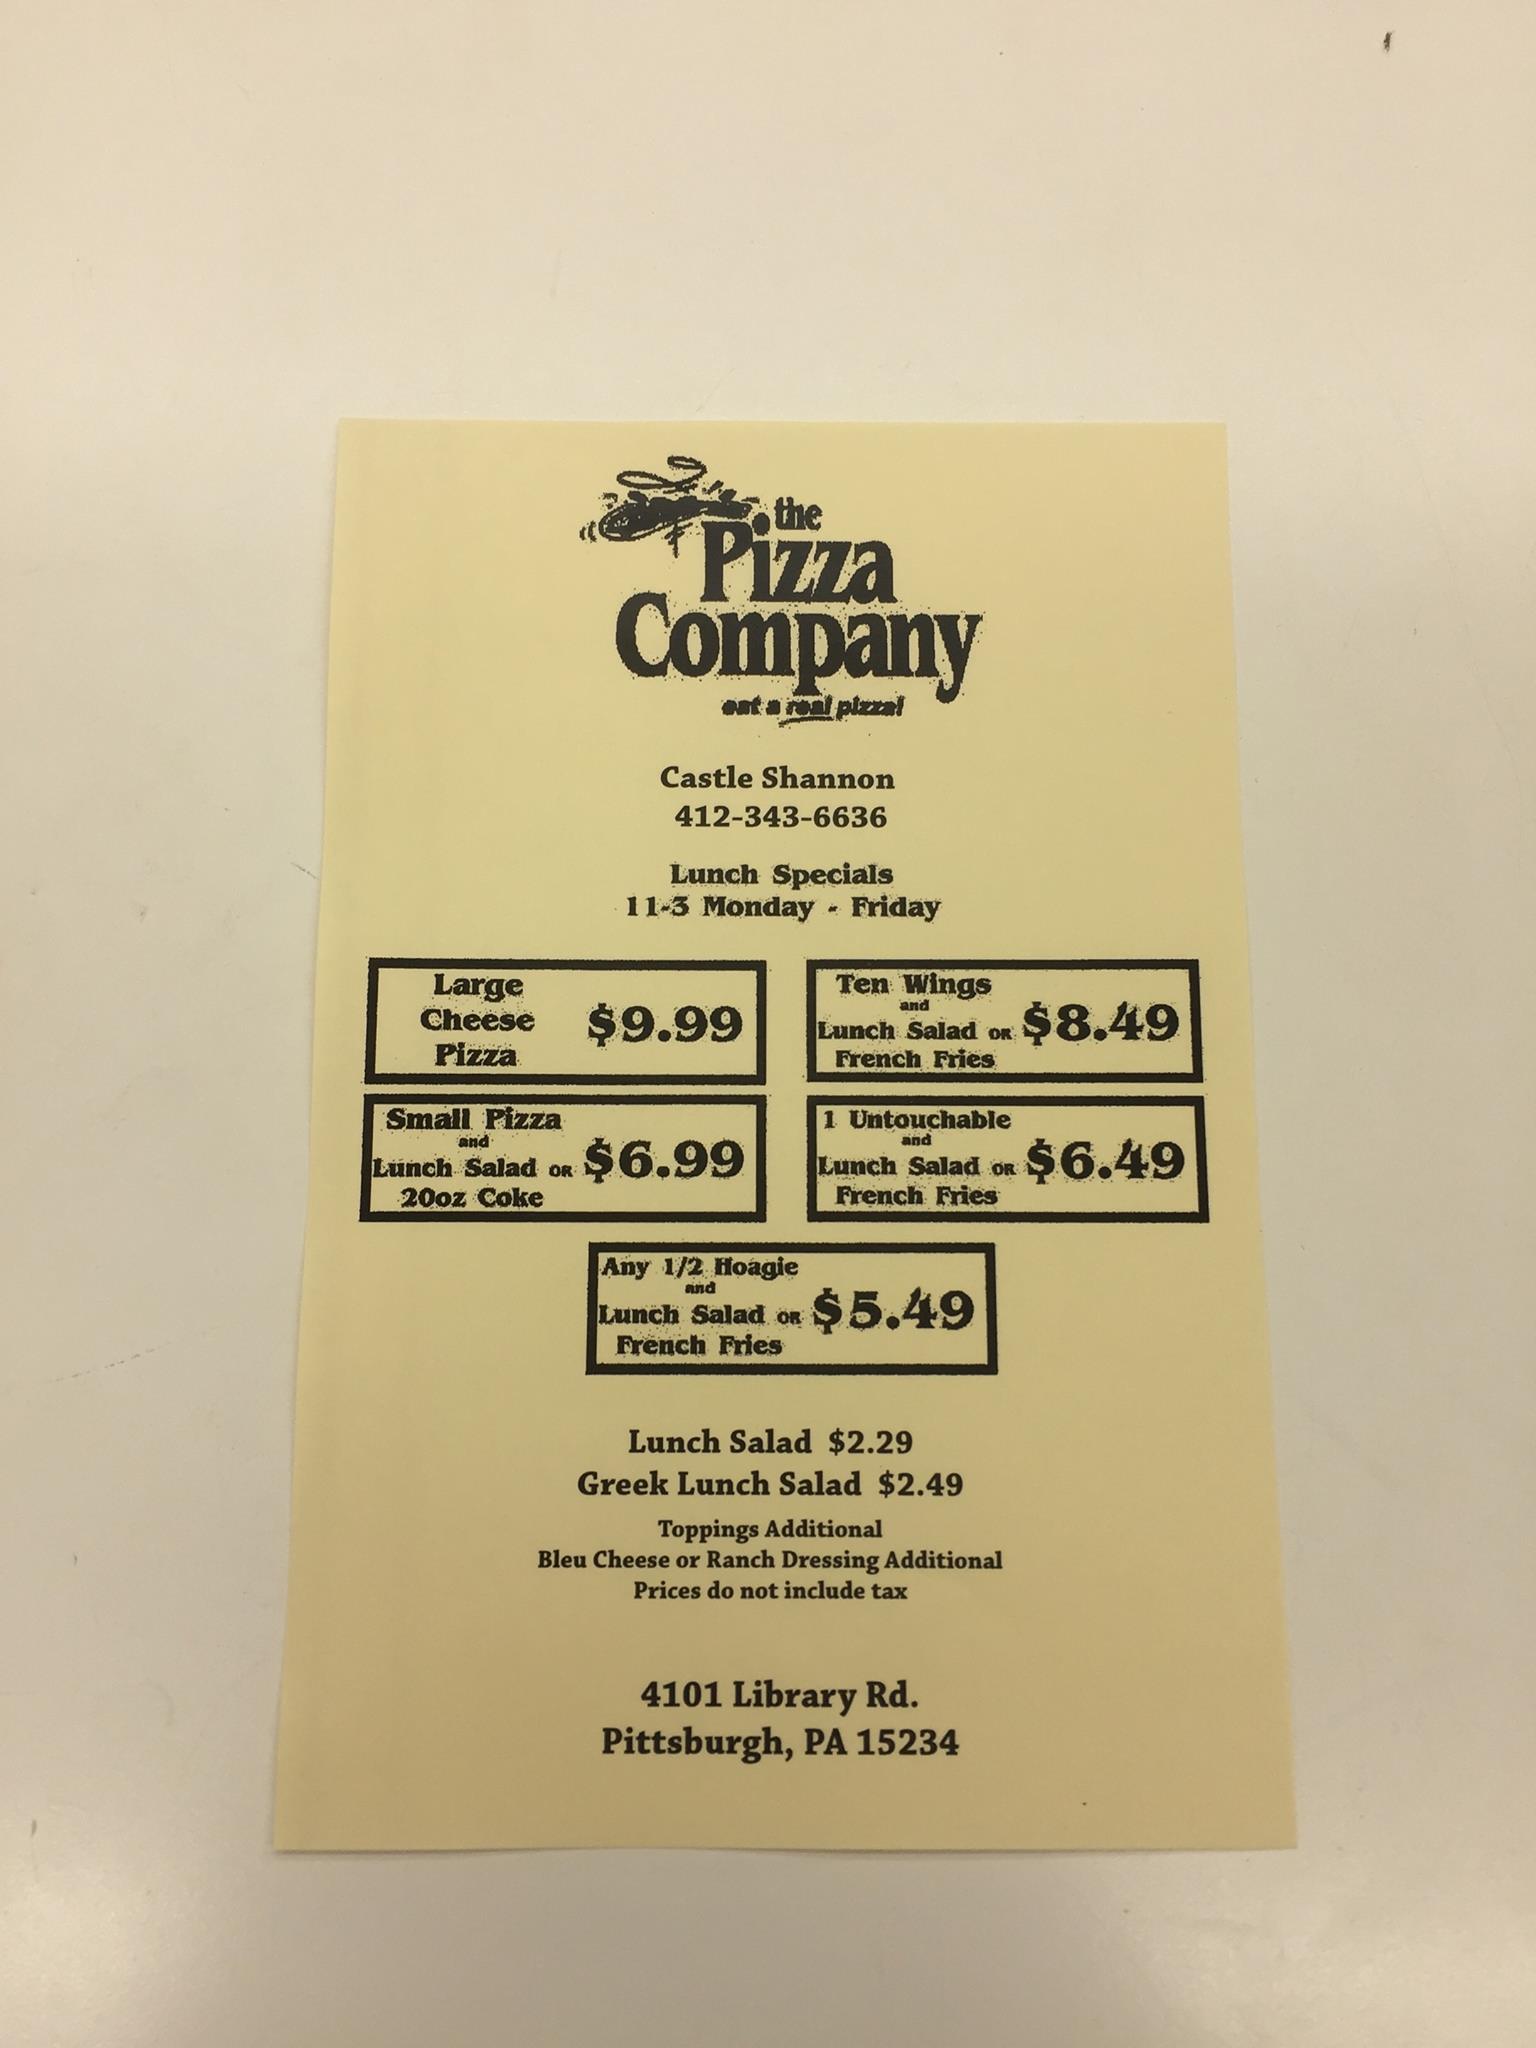 the
Pizza
Company
eat a real pizza!
Castle Shannon
412-343-6636
Lunch Specials
11-3 Monday - Friday
Large
Cheese
Pizza
$9.99
Ten Wings
and
Lunch Salad OR
French Fries
$8.49
Small Pizza
and
Lunch Salad OR
20oz Coke
$6.99
1 Untouchable
and
Lunch Salad OR
French Fries
$6.49
Any 1/2 Hoagie
and
Lunch Salad OR
French Fries
$5.49
Lunch Salad $2.29
Greek Lunch Salad $2.49
Toppings Additional
Bleu Cheese or Ranch Dressing Additional
Prices do not include tax
4101 Library Rd.
Pittsburgh, PA 15234